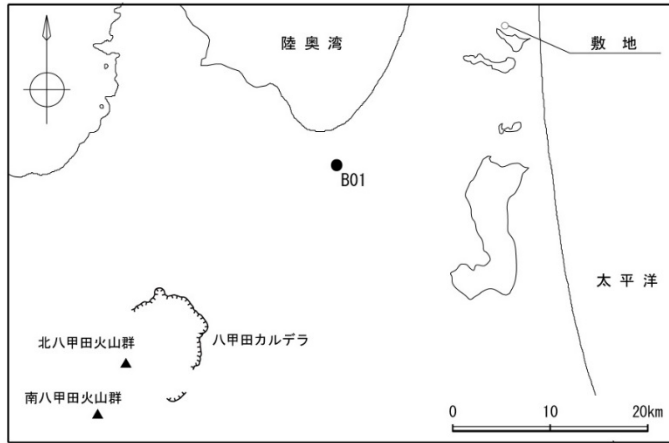 陸奥湾
敷地
B01
太平洋
北八甲田火山群
八甲田カルデラ
南八甲田火山群
0 10 20km